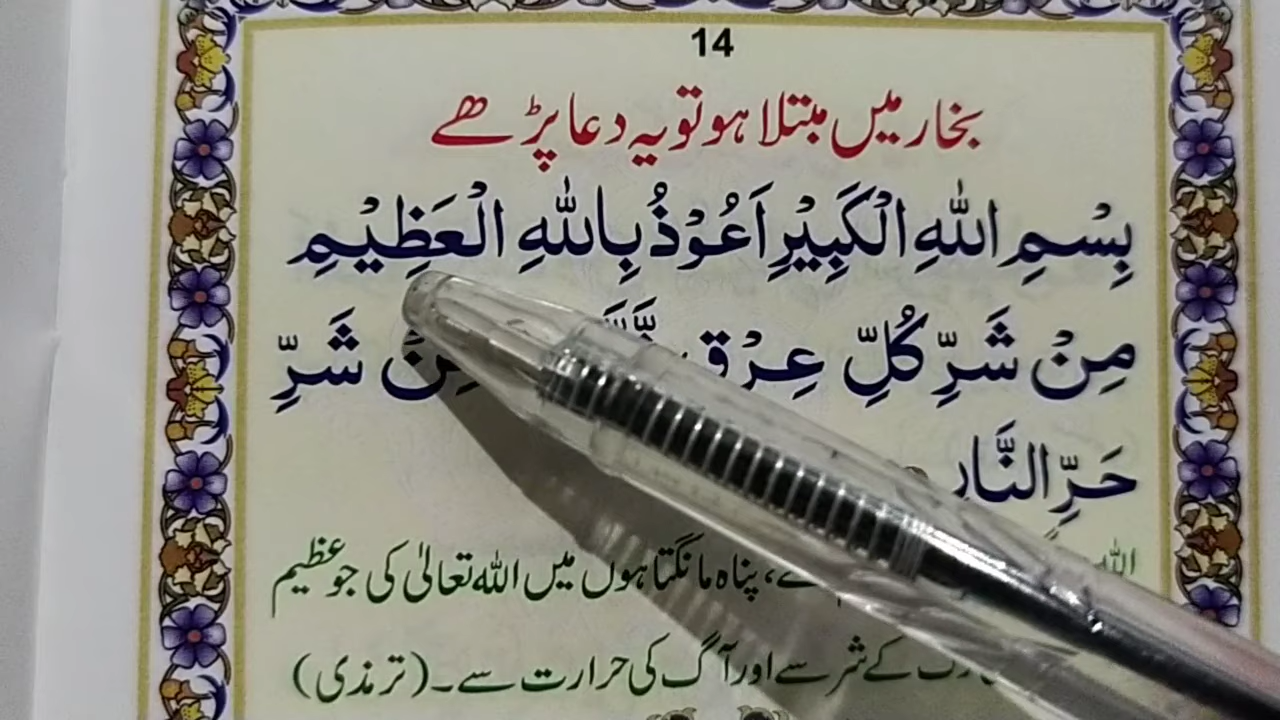 14
بخار میں مبتلا ہو تو یہ دعا پڑھے
بِسْمِ اللّٰهِ الْكَبِيْرِ اَعُوْذُ بِاللّٰهِ الْعَظِيْمِ
مِنْ شَرِّ كُلِّ عِرْقٍ شَرِّ
حَرِّ النَّارِ
اللہ پناہ مانگتا ہوں میں اللہ تعالیٰ کی جو عظیم
کے شر سے اور آگ کی حرارت سے۔ (ترمذی)